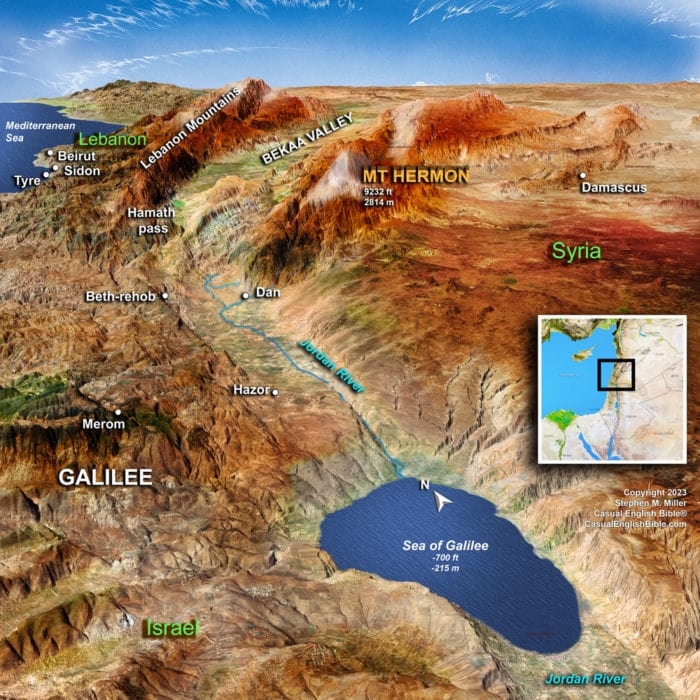 Mediterranean
Sea
Lebanon
Beirut
Sidon
Tyre
Lebanon Mountains
BEKAA VALLEY
MT HERMON
9232 ft
2814 m
Damascus
Hamath
pass
Syria
Beth-rehob
Dan
Jordan River
Hazor
Merom
GALILEE
N
Copyright 2023
Stephen M. Miller
Casual English Bible®
CasualEnglishBible.com
Sea of Galilee
-700 ft
-215 m
Israel
Jordan River